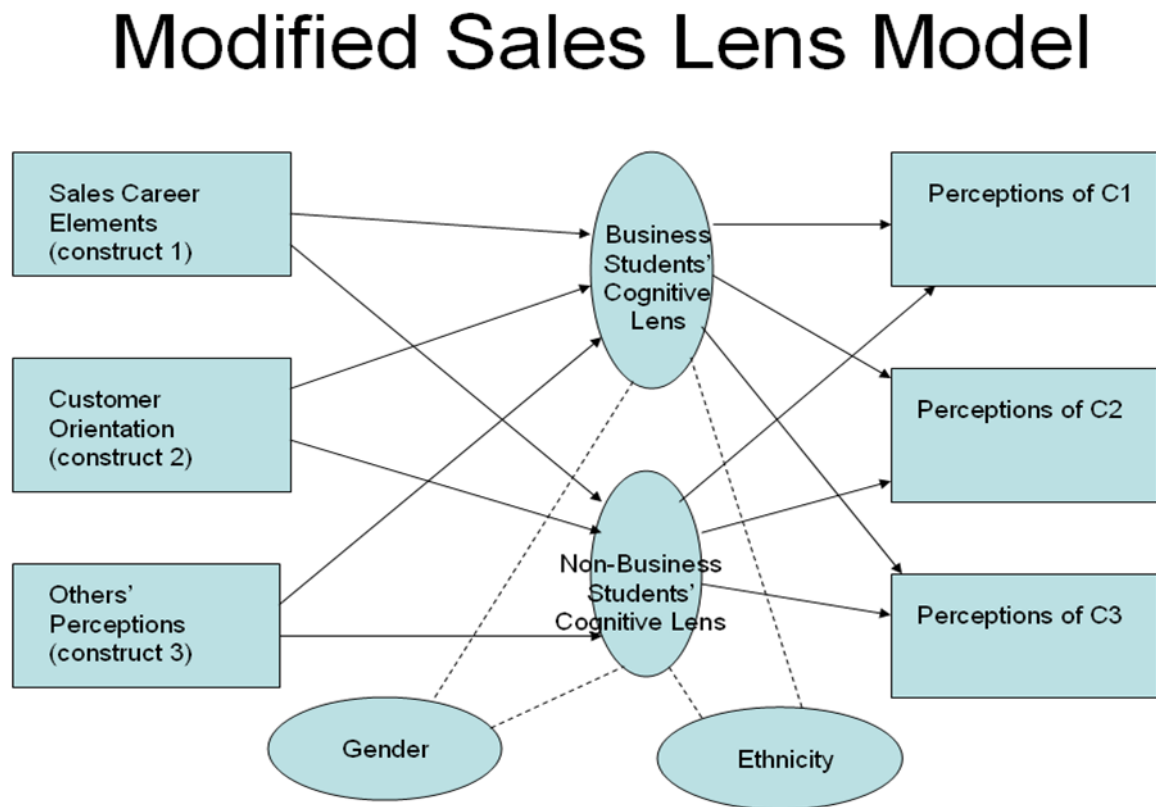 Modified Sales Lens Model
Sales Career
Elements
(construct 1)
Business
Students’
Cognitive
Lens
Perceptions of C1
Customer
Orientation
(construct 2)
Perceptions of C2
Others’
Perceptions
(construct 3)
Non-Business
Students’
Cognitive Lens
Perceptions of C3
Gender
Ethnicity